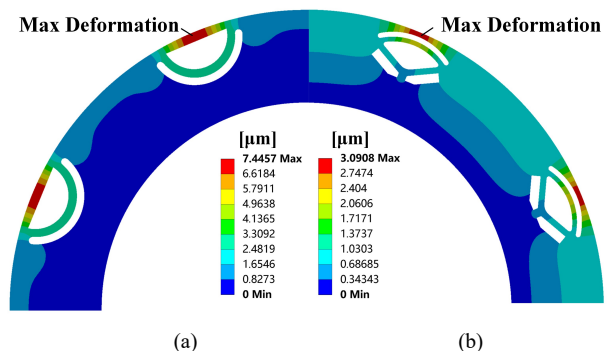 Max Deformation
Max Deformation
[µm]
7.4457 Max
6.6184
5.7911
4.9638
4.1365
3.3092
2.4819
1.6546
0.8273
0 Min
[µm]
3.0908 Max
2.7474
2.404
2.0606
1.7171
1.3737
1.0303
0.68685
0.34343
0 Min
(a)
(b)